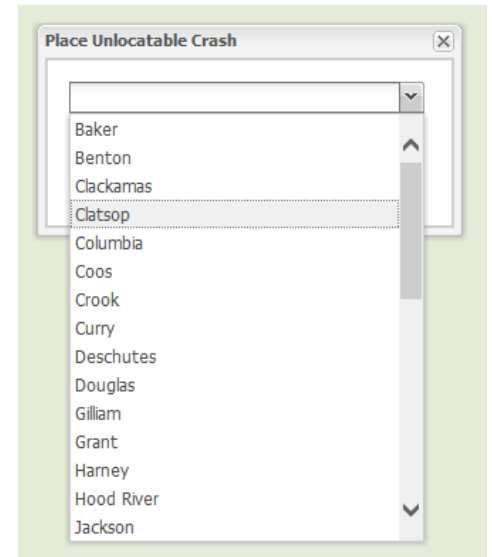 Place Unlocatable Crash
Baker
Benton
Clackamas
Clatsop
Columbia
Coos
Crook
Curry
Deschutes
Douglas
Gilliam
Grant
Harney
Hood River
Jackson